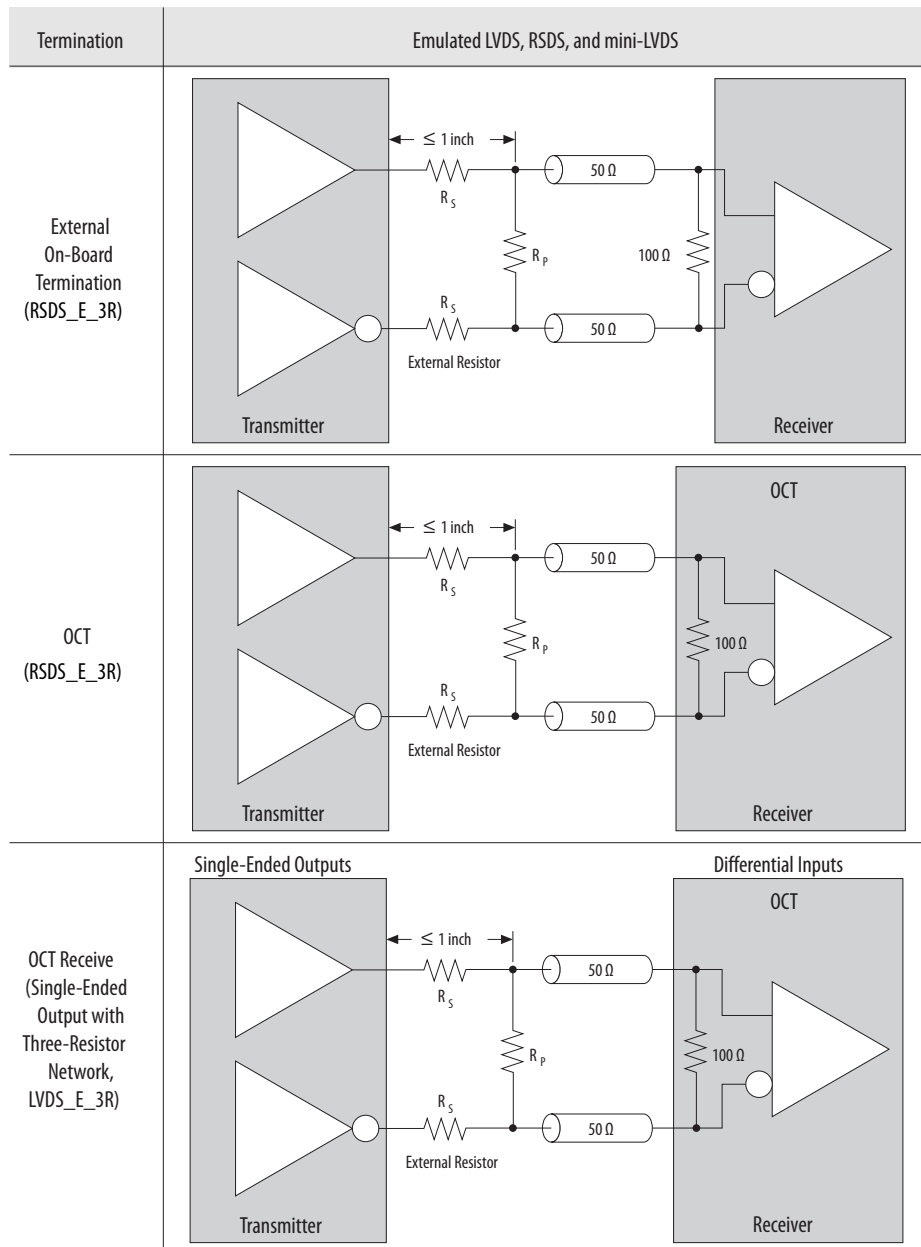 Termination
Emulated LVDS, RSDS, and mini-LVDS
External
On-Board
Termination
(RSDS_E_3R)
≤ 1 inch
R S
50 Ω
R P
100 Ω
R S
50 Ω
External Resistor
Transmitter
Receiver
OCT
(RSDS_E_3R)
OCT
≤ 1 inch
R S
50 Ω
R P
100 Ω
R S
50 Ω
External Resistor
Transmitter
Receiver
OCT Receive
(Single-Ended
Output with
Three-Resistor
Network,
LVDS_E_3R)
Single-Ended Outputs
Differential Inputs
OCT
≤ 1 inch
R S
50 Ω
R P
100 Ω
R S
50 Ω
External Resistor
Transmitter
Receiver